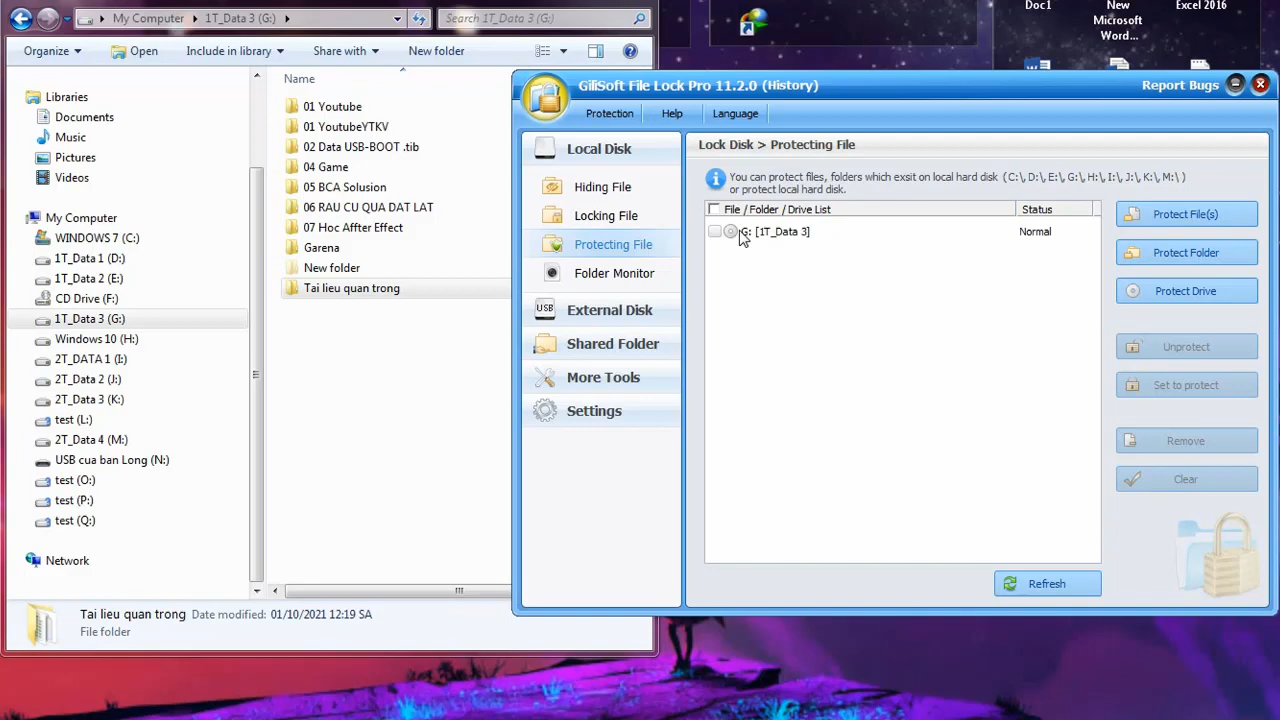 My Computer
1T_Data 3 (G:)
Search 1T_Data 3 (G:)
Organize
Open
Include in library
Share with
New folder
Libraries
Documents
Music
Pictures
Videos
My Computer
WINDOWS 7 (C:)
1T_Data 1 (D:)
1T_Data 2 (E:)
CD Drive (F:)
1T_Data 3 (G:)
Windows 10 (H:)
2T_DATA 1 (I:)
2T_Data 2 (J:)
2T_Data 3 (K:)
test (L:)
2T_Data 4 (M:)
USB cua ban Long (N:)
test (O:)
test (P:)
test (Q:)
Network
Name
01 Youtube
01 YoutubeYTKV
02 Data USB-BOOT .tib
04 Game
05 BCA Solution
06 RAU CU QUA DAT LAT
07 Hoc Affter Effect
Garena
New folder
Tai lieu quan trong
Tai lieu quan trong Date modified: 01/10/2021 12:19 SA
File folder
Doc1
New
Microsoft
Word...
Excel 2016
GiliSoft File Lock Pro 11.2.0 (History)
Report Bugs
Protection
Help
Language
Local Disk
Hiding File
Locking File
Protecting File
Folder Monitor
USB
External Disk
Shared Folder
More Tools
Settings
Lock Disk > Protecting File
You can protect files, folders which exsit on local hard disk (C:\,D:\,E:\,G:\,H:\,I:\,J:\,K:\,M:\)
or protect local hard disk.
File / Folder / Drive List
Status
G: [1T_Data 3]
Normal
Protect File(s)
Protect Folder
Protect Drive
Unprotect
Set to protect
Remove
Clear
Refresh